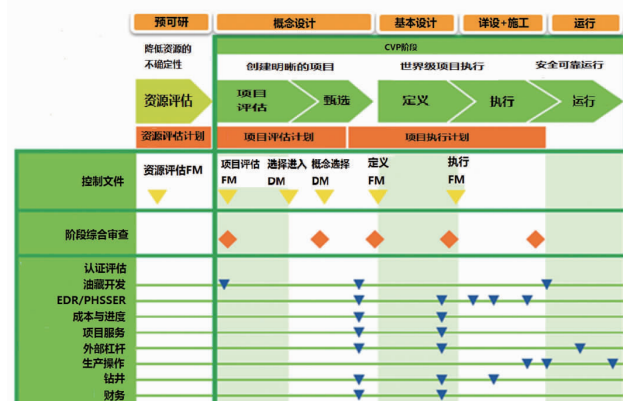 预可研 概念设计 基本设计 详设+施工 运行
CVP阶段
降低资源的
不确定性
创建明晰的项目 世界级项目执行 安全可靠运行
资源评估 项目
评估 甄选 定义 执行 运行
资源评估计划 项目评估计划 项目执行计划
控制文件 资源评估FM 项目评估
FM 选择进入
DM 概念选择
DM 定义
FM 执行
FM
阶段综合审查
认证评估
油藏开发
EDR/PHSSER
成本与进度
项目服务
外部杠杆
生产操作
钻井
财务